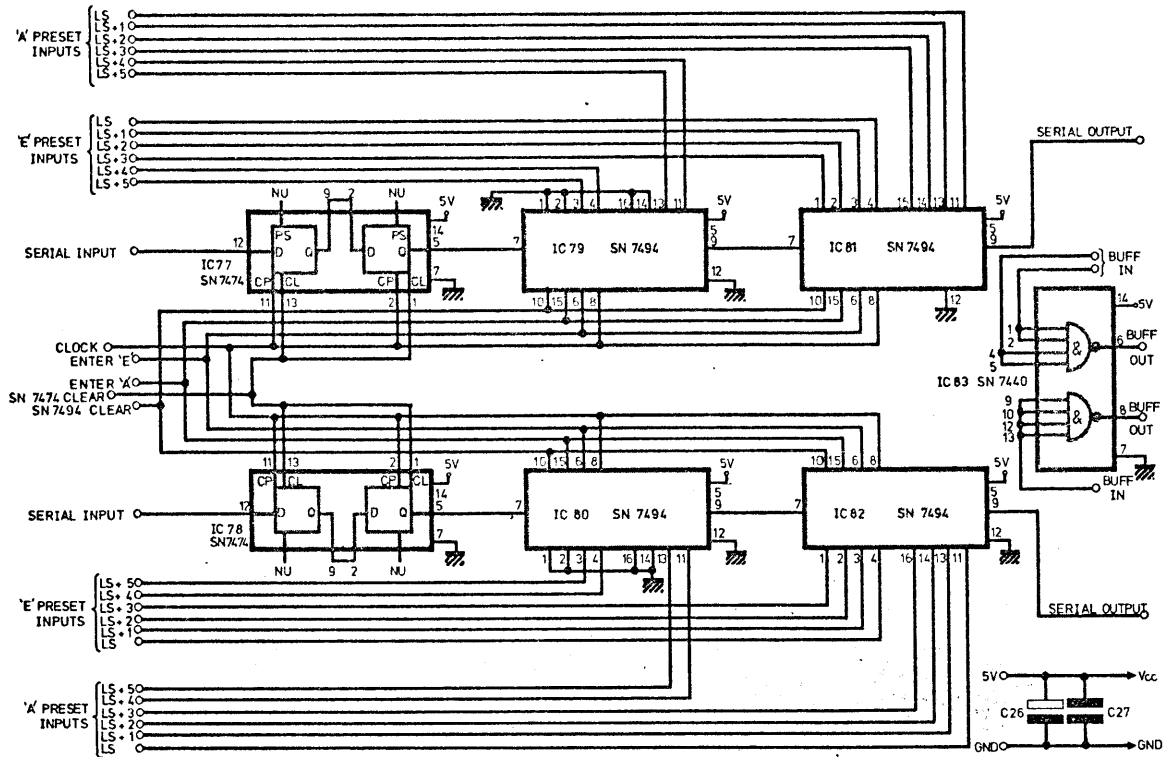 'A' PRESET INPUTS
LS
LS+1
LS+2
LS+3
LS+4
LS+5
'E' PRESET INPUTS
LS
LS+1
LS+2
LS+3
LS+4
LS+5
SERIAL OUTPUT
1 2 3 4 16 14 13 11
1 2 3 4 15 14 13 11
NU 9 2 NU
5V
14
5V
5
5V
5
SERIAL INPUT
12
PS
D Q
PS
D Q
5
7
IC 79 SN 7494
9
7
IC 81 SN 7494
9
IC 77
SN 7474
CP CL
CP CL
7
12
12
11 13 2 1
10 15 6 8
10 15 6 8
BUFF IN
14
5V
1
2
4
5
&
6
BUFF OUT
IC 83 SN 7440
9
10
12
13
&
8
BUFF OUT
7
BUFF IN
CLOCK
ENTER 'E'
ENTER 'A'
SN 7474 CLEAR
SN 7494 CLEAR
11 13 2 1
10 15 6 8
10 15 6 8
CP CL
CP CL
5V
14
5V
5
5V
5
SERIAL INPUT
12
D Q
D Q
5
7
IC 80 SN 7494
9
7
IC 82 SN 7494
9
IC 78
SN7474
7
12
12
NU 9 2 NU
1 2 3 4 16 14 13 11
1 2 3 4 16 14 13 11
'E' PRESET INPUTS
LS+5
LS+4
LS+3
LS+2
LS+1
LS
SERIAL OUTPUT
'A' PRESET INPUTS
LS+5
LS+4
LS+3
LS+2
LS+1
LS
5V
Vcc
C26
C27
GND
GND